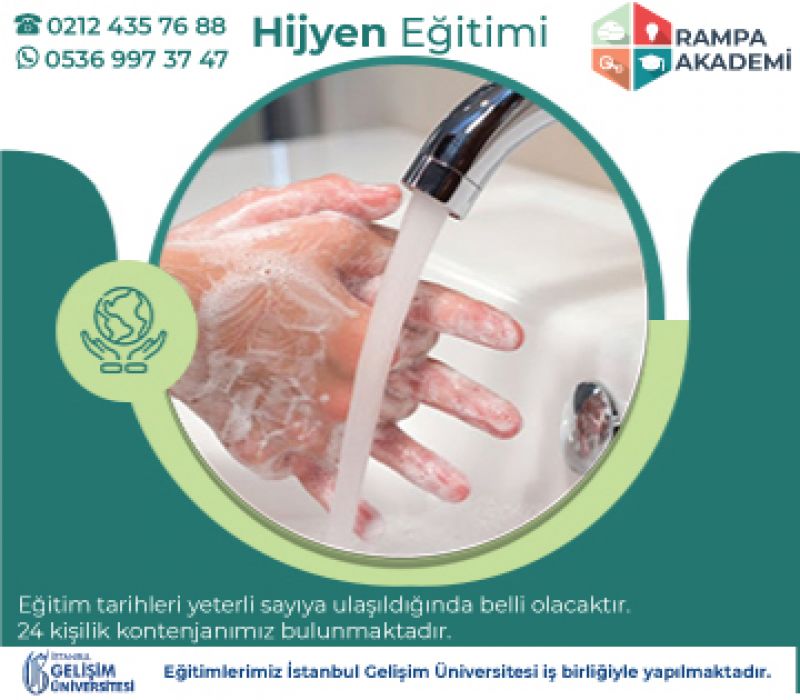 0212 435 76 88
0536 997 37 47
Hijyen Eğitimi
RAMPA
AKADEMİ
Eğitim tarihleri yeterli sayıya ulaşıldığında belli olacaktır.
24 kişilik kontenjanımız bulunmaktadır.
İSTANBUL
GELİŞİM
ÜNİVERSİTESİ
Eğitimlerimiz İstanbul Gelişim Üniversitesi iş birliğiyle yapılmaktadır.